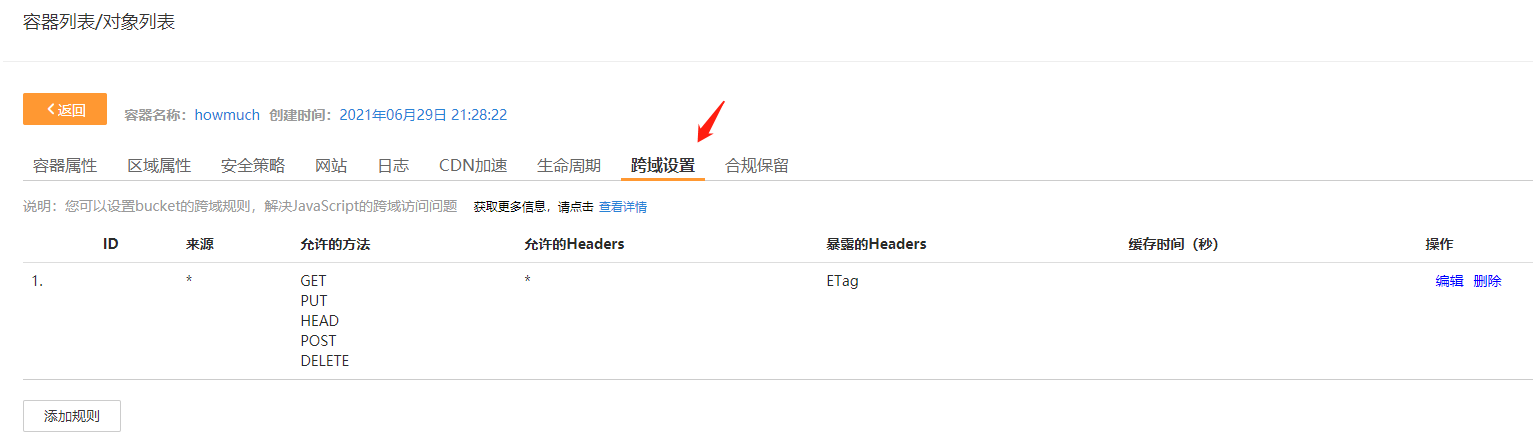 容器列表/对象列表
返回 容器名称：howmuch 创建时间：2021年06月29日 21:28:22
容器属性 区域属性 安全策略 网站 日志 CDN加速 生命周期 跨域设置 合规保留
说明：您可以设置bucket的跨域规则，解决JavaScript的跨域访问问题 获取更多信息，请点击 查看详情
ID 来源 允许的方法 允许的Headers 暴露的Headers 缓存时间（秒） 操作
1. * GET * ETag 编辑 删除
PUT
HEAD
POST
DELETE
添加规则